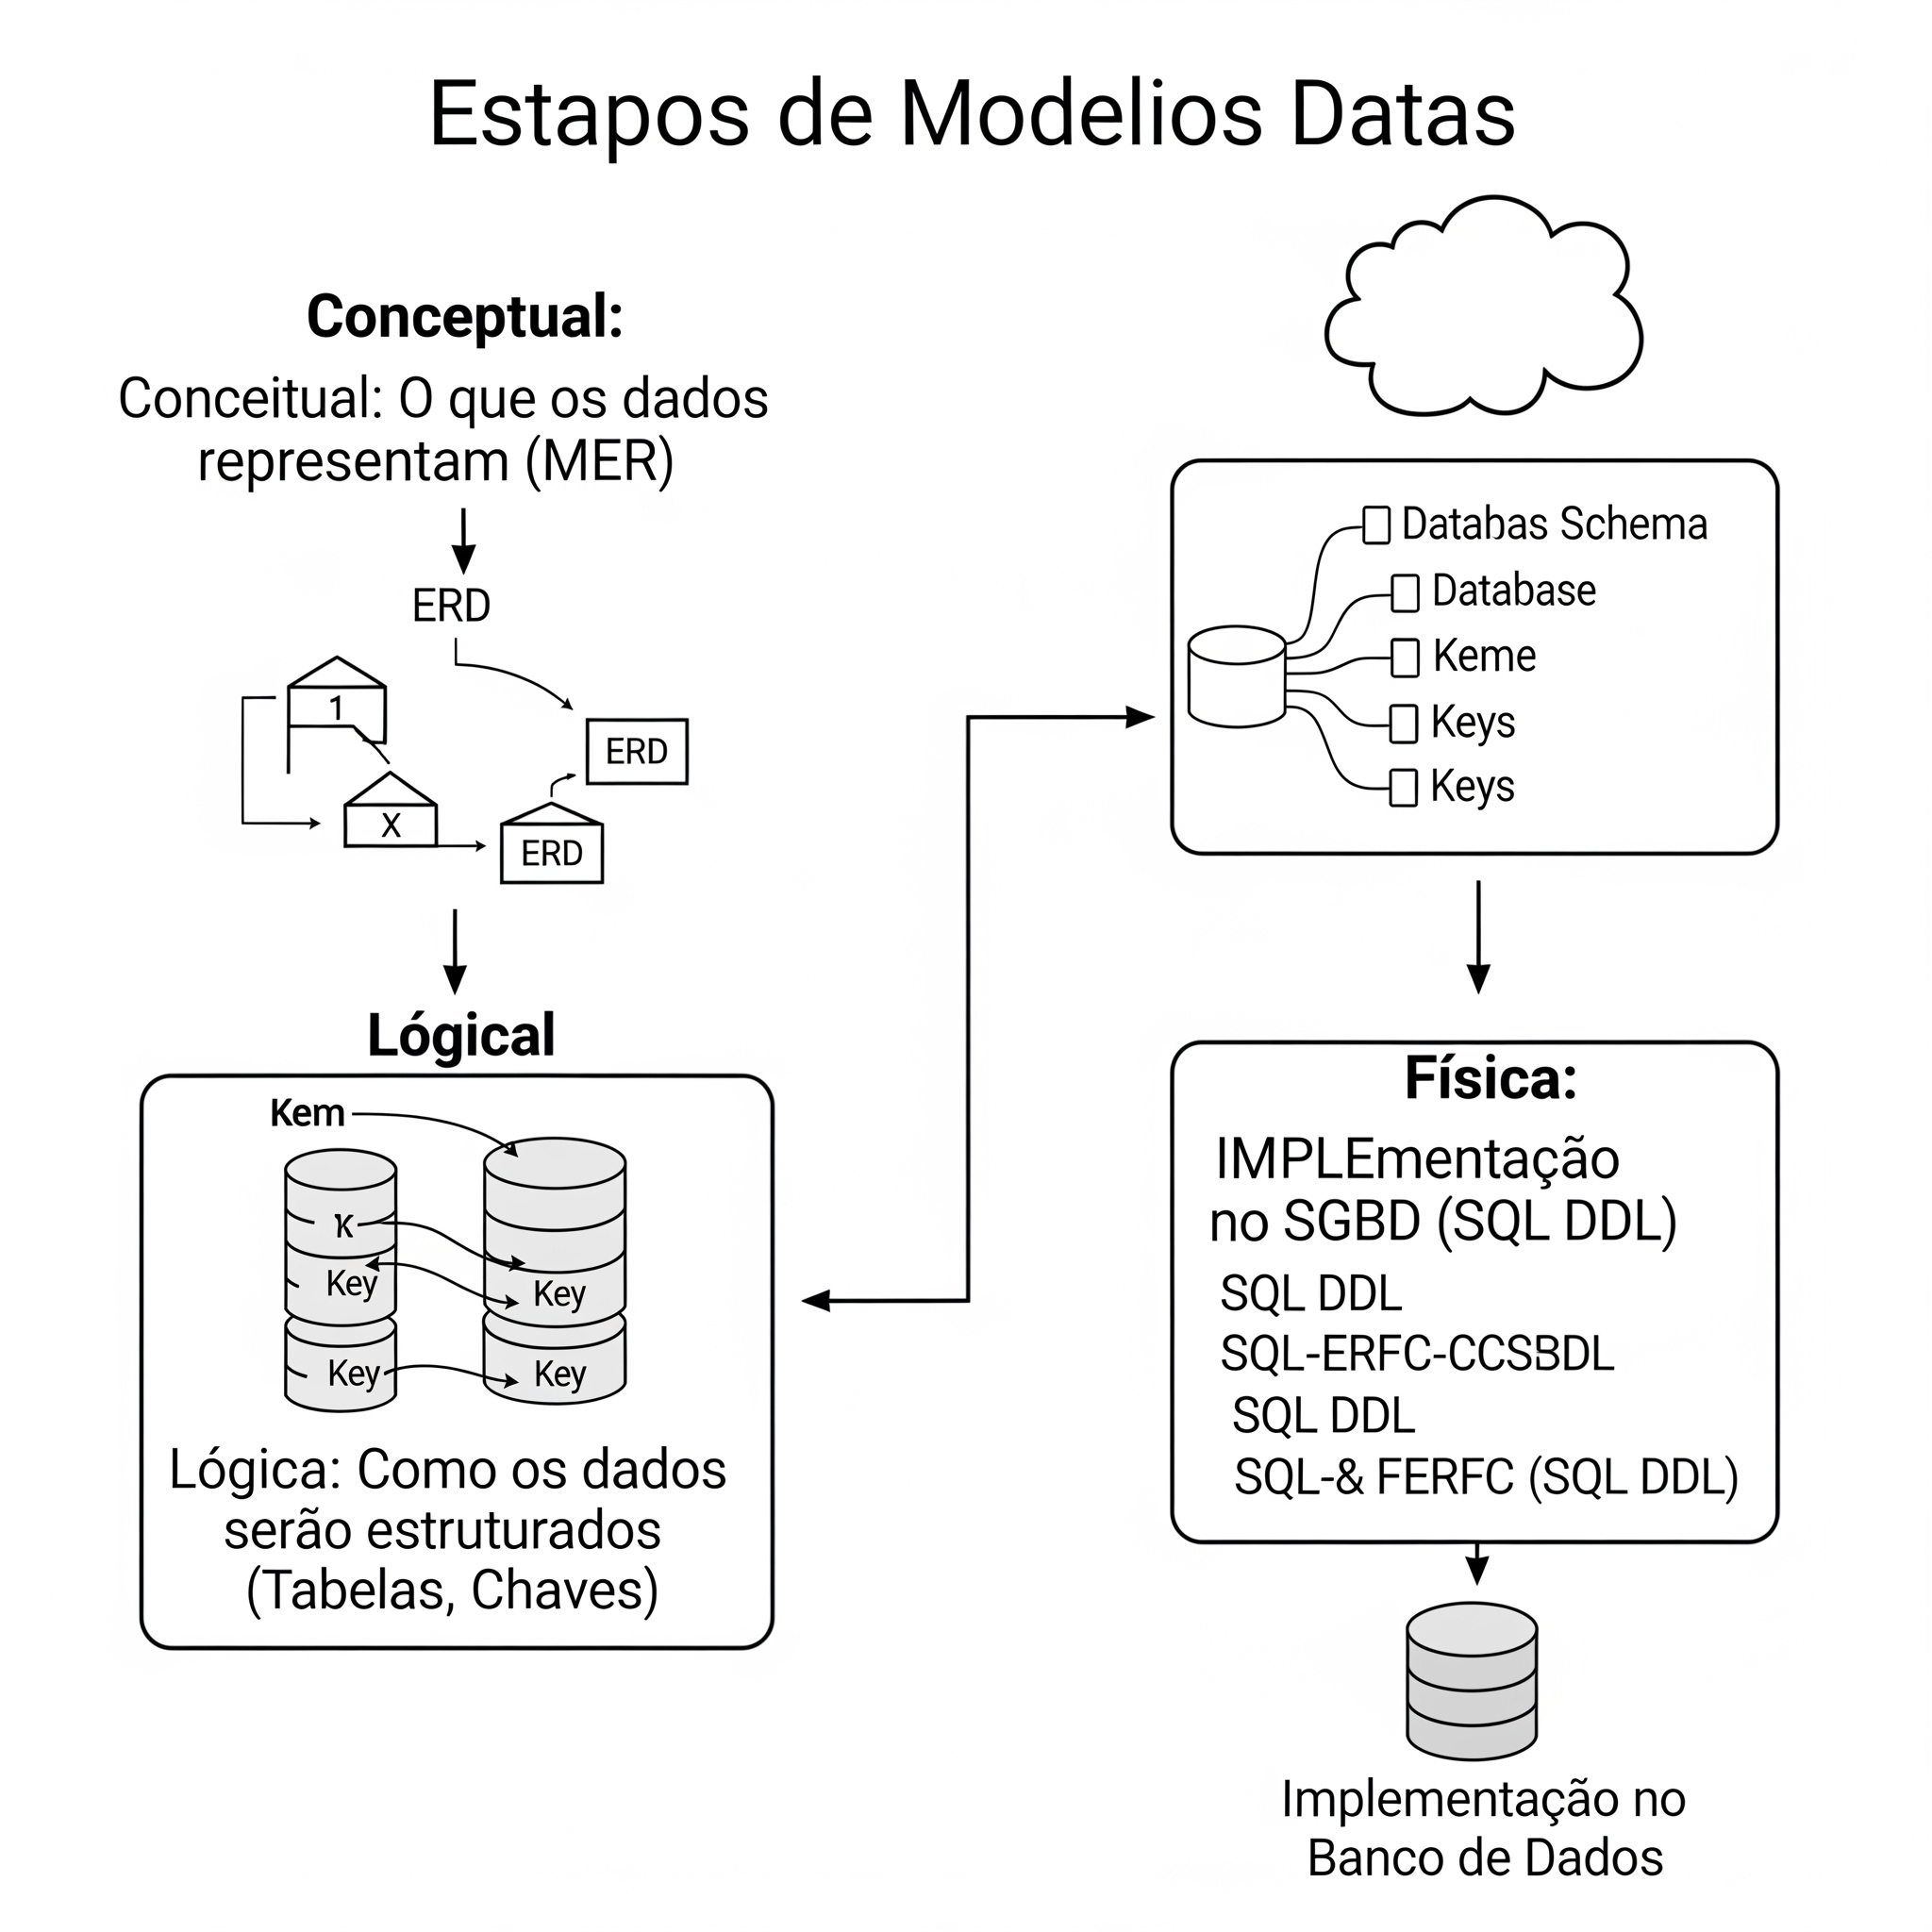 Estapos de Modelios Datas
Conceptual:
Conceitual: O que os dados
representam (MER)
ERD
1
X
ERD
ERD
Lógical
Kem
K
Key
Key
Key
Key
Lógica: Como os dados
serão estruturados
(Tabelas, Chaves)
Databas Schema
Database
Keme
Keys
Keys
Física:
IMPLEmentação
no SGBD (SQL DDL)
SQL DDL
SQL-ERFC-CCSBDL
SQL DDL
SQL-& FERFC (SQL DDL)
Implementação no
Banco de Dados